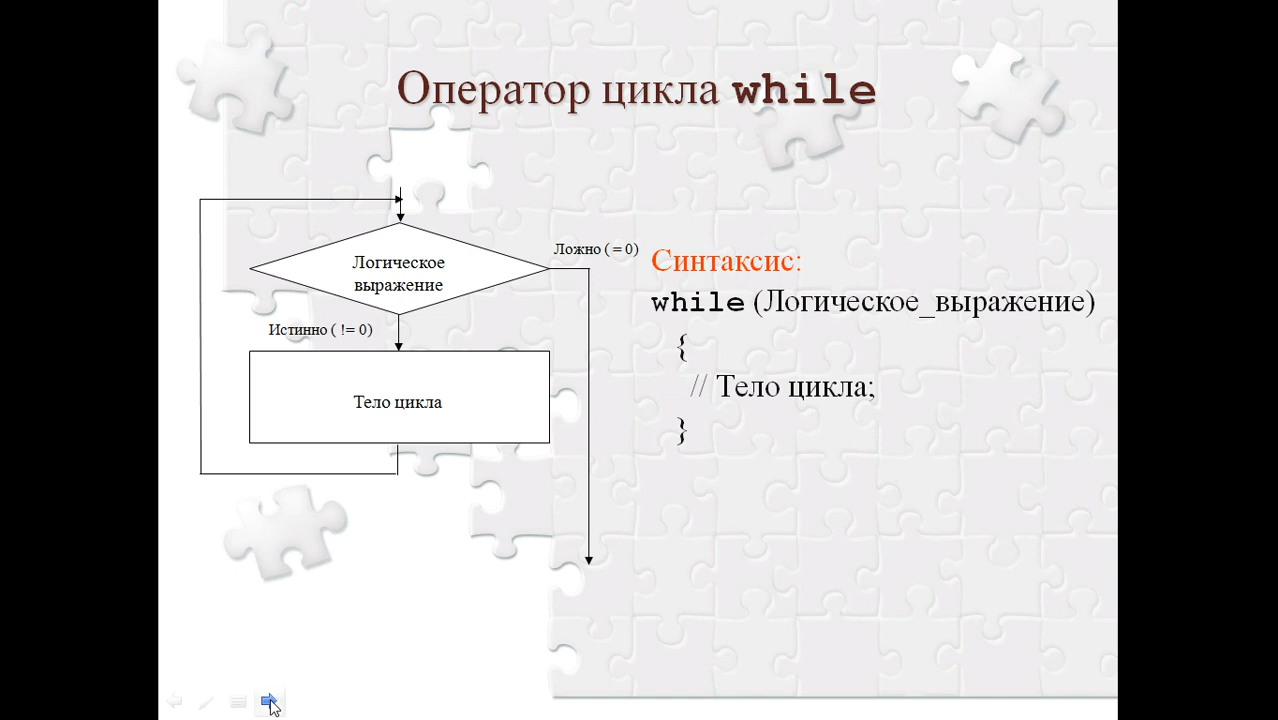 Оператор цикла while
Логическое
выражение
Ложно ( = 0)
Истинно ( != 0)
Тело цикла
Синтаксис:
while (Логическое_выражение)
{
// Тело цикла;
}